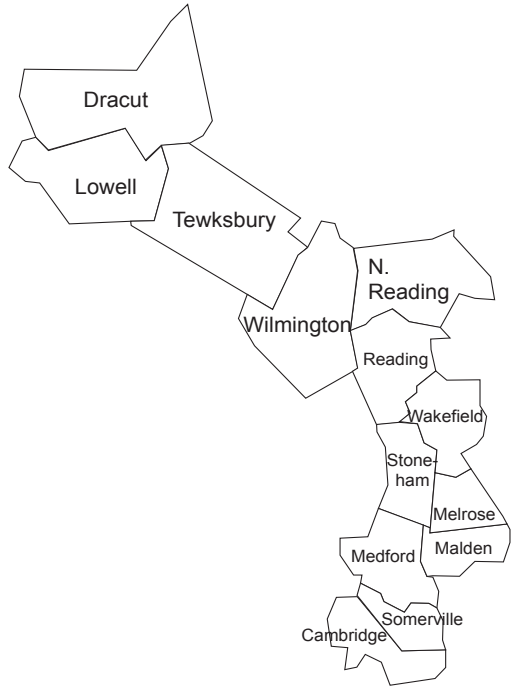 Dracut
Lowell
Tewksbury
N.
Reading
Wilmington
Reading
Wakefield
Stone-
ham
Melrose
Malden
Medford
Somerville
Cambridge